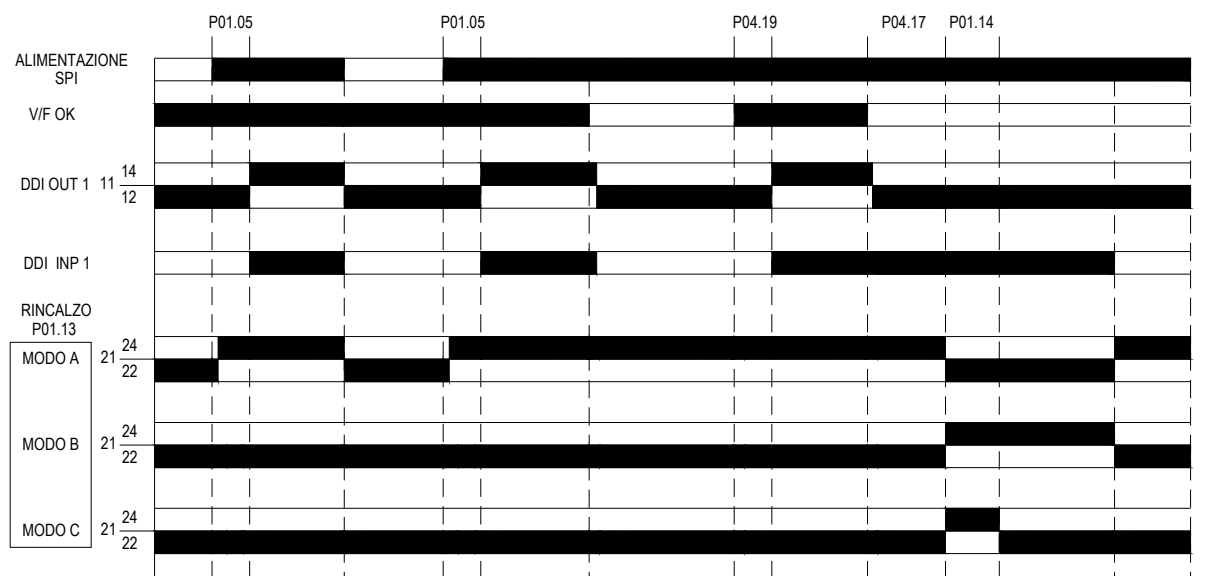 P01.05 P01.05 P04.19 P04.17 P01.14
ALIMENTAZIONE
SPI
V/F OK
14
DDI OUT 1 11
12
DDI INP 1
RINCALZO
P01.13
24
MODO A 21
22
24
MODO B 21
22
24
MODO C 21
22